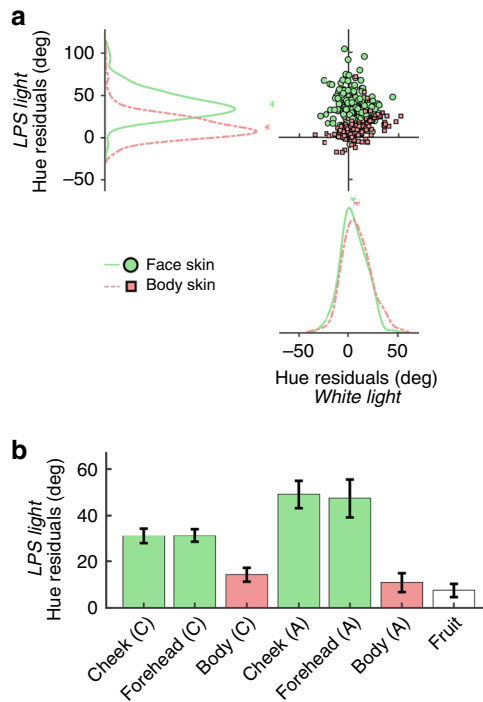 a
LPS light
Hue residuals (deg)
100
50
0
−50
Face skin
Body skin
−50
0
50
Hue residuals (deg)
White light
b
LPS light
Hue residuals (deg)
60
40
20
0
Cheek (C)
Forehead (C)
Body (C)
Cheek (A)
Forehead (A)
Body (A)
Fruit